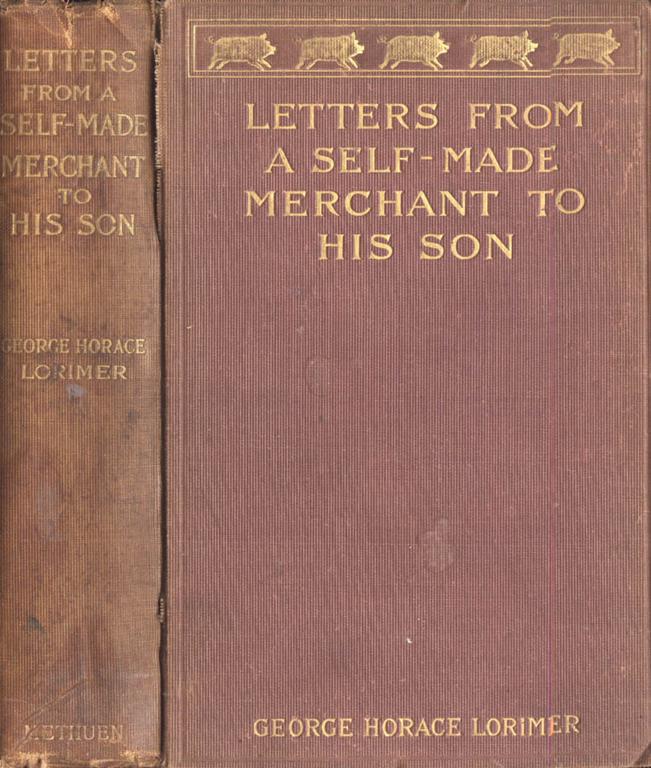 LETTERS
FROM A
SELF-MADE
MERCHANT
TO
HIS SON
GEORGE HORACE
LORIMER
METHUEN
LETTERS FROM
A SELF-MADE
MERCHANT TO
HIS SON
GEORGE HORACE LORIMER